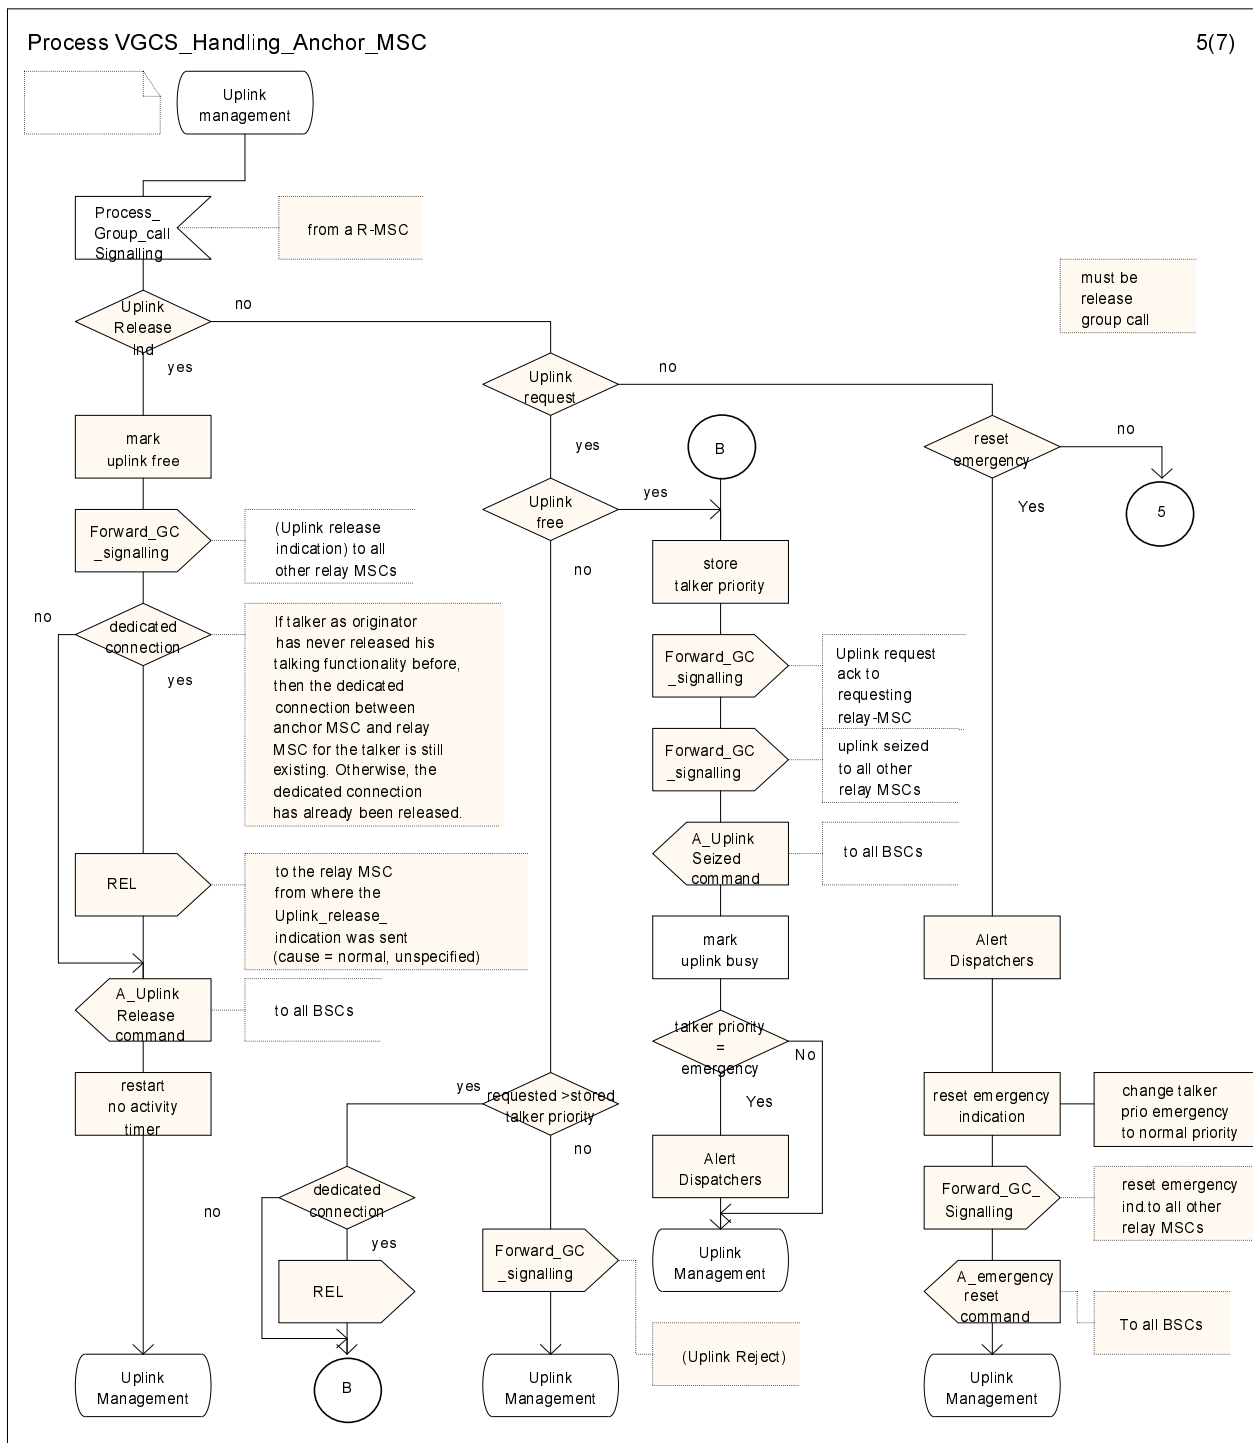 Process VGCS_Handling_Anchor_MSC
5(7)
Uplink
management
Process_
Group_call
Signalling
from a R-MSC
must be
release
group call
Uplink
Release
Ind
no
yes
Uplink
request
no
yes
reset
emergency
no
Yes
5
B
mark
uplink free
Uplink
free
yes
no
Forward_GC
_signalling
(Uplink release
indication) to all
other relay MSCs
store
talker priority
no
dedicated
connection
yes
If talker as originator
has never released his
talking functionality before,
then the dedicated
connection between
anchor MSC and relay
MSC for the talker is still
existing. Otherwise, the
dedicated connection
has already been released.
Forward_GC
_signalling
Uplink request
ack to
requesting
relay-MSC
Forward_GC
_signalling
uplink seized
to all other
relay MSCs
A_Uplink
Seized
command
to all BSCs
REL
to the relay MSC
from where the
Uplink_release_
indication was sent
(cause = normal, unspecified)
mark
uplink busy
Alert
Dispatchers
A_Uplink
Release
command
to all BSCs
talker priority
=
emergency
No
Yes
restart
no activity
timer
yes
requested >stored
talker priority
no
reset emergency
indication
change talker
prio emergency
to normal priority
Alert
Dispatchers
dedicated
connection
no
yes
Forward_GC_
Signalling
reset emergency
ind.to all other
relay MSCs
Forward_GC
_signalling
Uplink
Management
REL
A_emergency
reset
command
To all BSCs
(Uplink Reject)
Uplink
Management
B
Uplink
Management
Uplink
Management